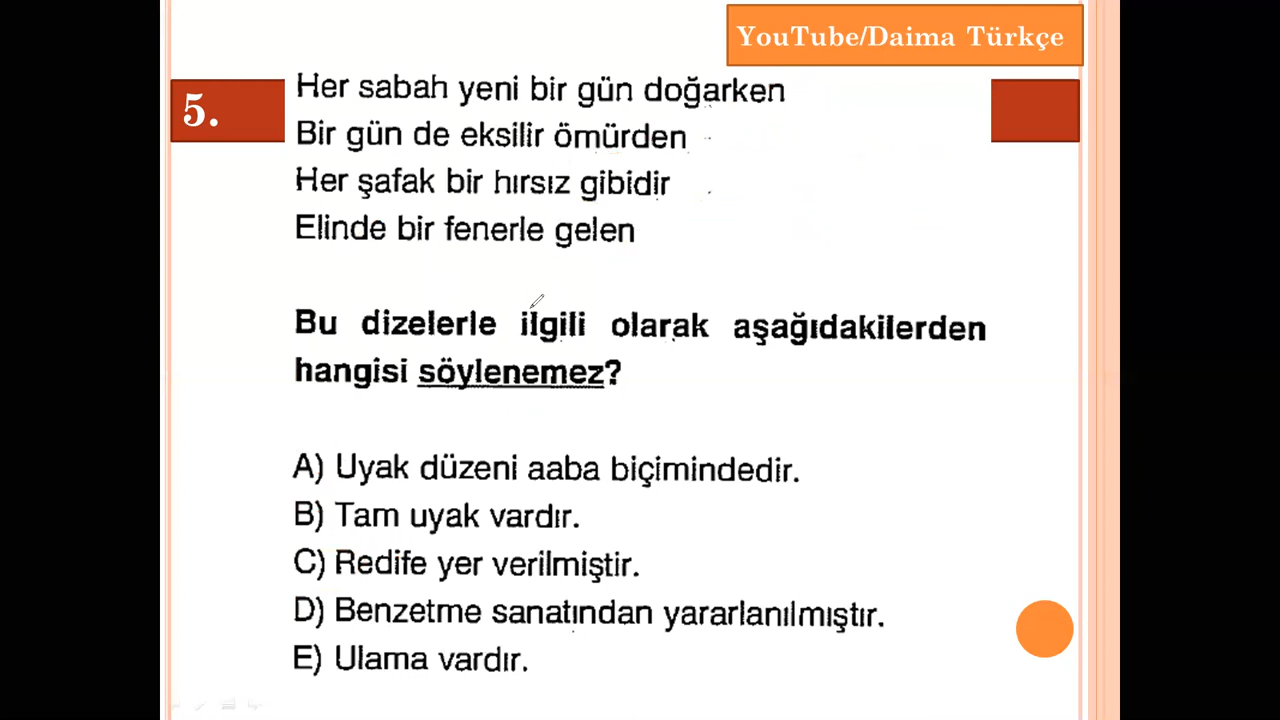 YouTube/Daima Türkçe
5.
Her sabah yeni bir gün doğarken
Bir gün de eksilir ömürden
Her şafak bir hırsız gibidir
Elinde bir fenerle gelen
Bu dizelerle ilgili olarak aşağıdakilerden
hangisi söylenemez?
A) Uyak düzeni aaba biçimindedir.
B) Tam uyak vardır.
C) Redife yer verilmiştir.
D) Benzetme sanatından yararlanılmıştır.
E) Ulama vardır.